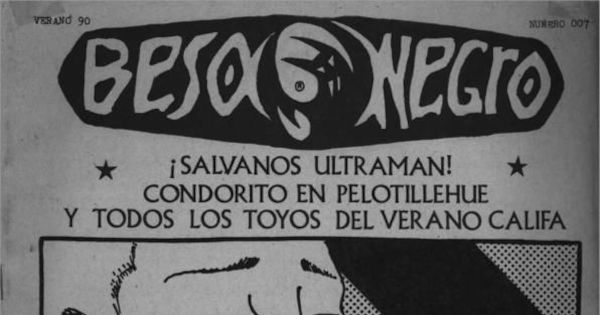 VERANO 90 NUMERO 007
BESO NEGRO
®
¡SALVANOS ULTRAMAN!
CONDORITO EN PELOTILLEHUE
Y TODOS LOS TOYOS DEL VERANO CALIFA